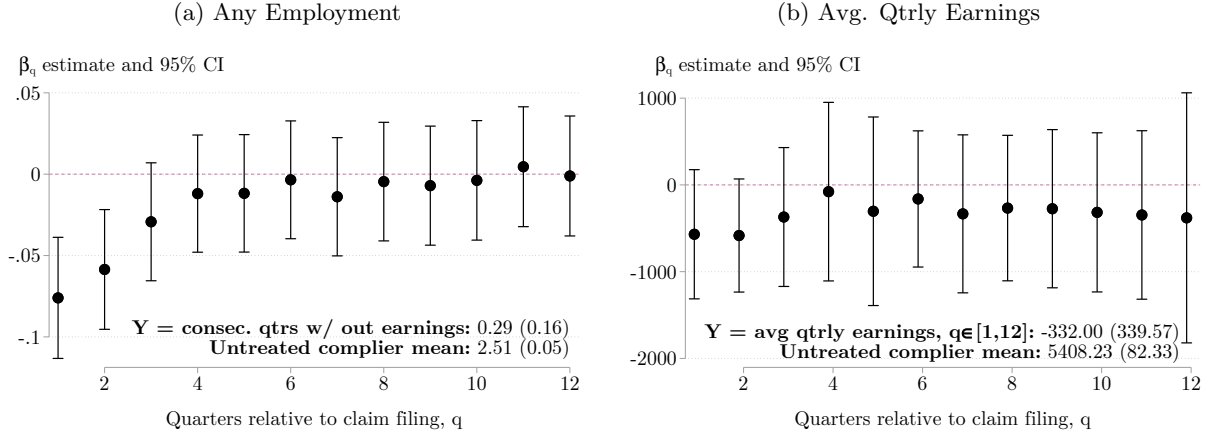 (a) Any Employment
β_q estimate and 95% CI
.05
0
-.05
-.1
Y = consec. qtrs w/ out earnings: 0.29 (0.16)
Untreated complier mean: 2.51 (0.05)
2 4 6 8 10 12
Quarters relative to claim filing, q
(b) Avg. Qtrly Earnings
β_q estimate and 95% CI
1000
0
-1000
-2000
Y = avg qtrly earnings, q∈[1,12]: -332.00 (339.57)
Untreated complier mean: 5408.23 (82.33)
2 4 6 8 10 12
Quarters relative to claim filing, q